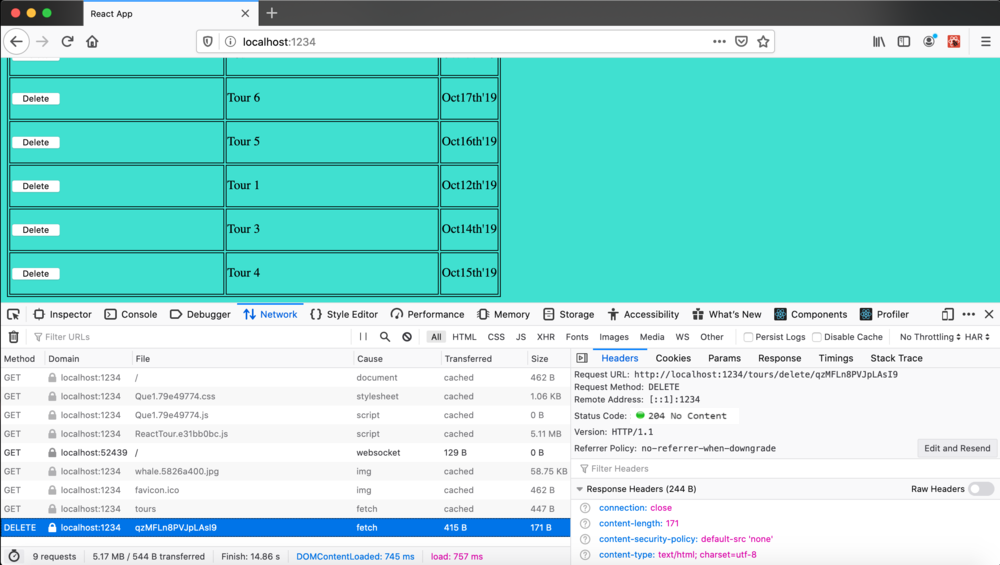 React App
localhost:1234
Delete Tour 6 Oct17th'19
Delete Tour 5 Oct16th'19
Delete Tour 1 Oct12th'19
Delete Tour 3 Oct14th'19
Delete Tour 4 Oct15th'19
Inspector Console Debugger Network {} Style Editor Performance Memory Storage Accessibility What's New Components Profiler
Filter URLs All HTML CSS JS XHR Fonts Images Media WS Other Persist Logs Disable Cache No Throttling HAR
Method Domain File Cause Transferred Size
GET localhost:1234 / document cached 462 B
GET localhost:1234 Que1.79e49774.css stylesheet cached 1.06 KB
GET localhost:1234 Que1.79e49774.js script cached 0 B
GET localhost:1234 ReactTour.e31bb0bc.js script cached 5.11 MB
GET localhost:52439 / websocket 129 B 0 B
GET localhost:1234 whale.5826a400.jpg img cached 58.75 KB
GET localhost:1234 favicon.ico img cached 462 B
GET localhost:1234 tours fetch cached 447 B
DELETE localhost:1234 qzMFLn8PVJpLAsI9 fetch 415 B 171 B
9 requests 5.17 MB / 544 B transferred Finish: 14.86 s DOMContentLoaded: 745 ms load: 757 ms
Headers Cookies Params Response Timings Stack Trace
Request URL: http://localhost:1234/tours/delete/qzMFLn8PVJpLAsI9
Request Method: DELETE
Remote Address: [::1]:1234
Status Code: 204 No Content
Version: HTTP/1.1
Referrer Policy: no-referrer-when-downgrade Edit and Resend
Filter Headers
Response Headers (244 B) Raw Headers
connection: close
content-length: 171
content-security-policy: default-src 'none'
content-type: text/html; charset=utf-8